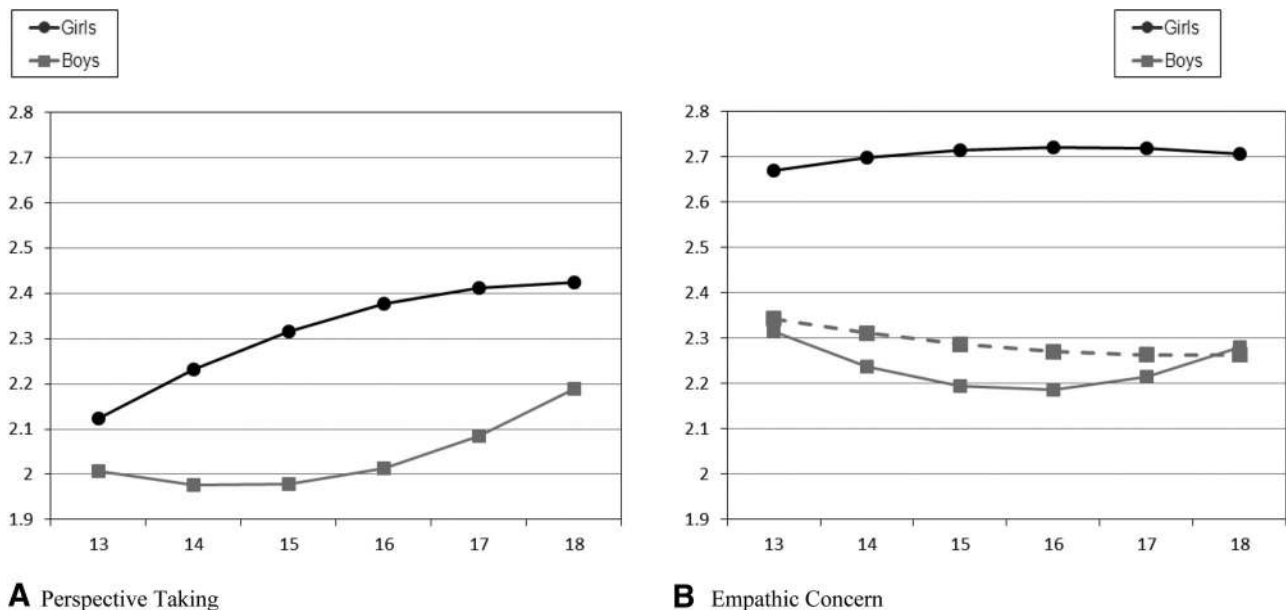 Girls
Boys
2.8
2.7
2.6
2.5
2.4
2.3
2.2
2.1
2
1.9
13 14 15 16 17 18
A Perspective Taking
Girls
Boys
2.8
2.7
2.6
2.5
2.4
2.3
2.2
2.1
2
1.9
13 14 15 16 17 18
B Empathic Concern